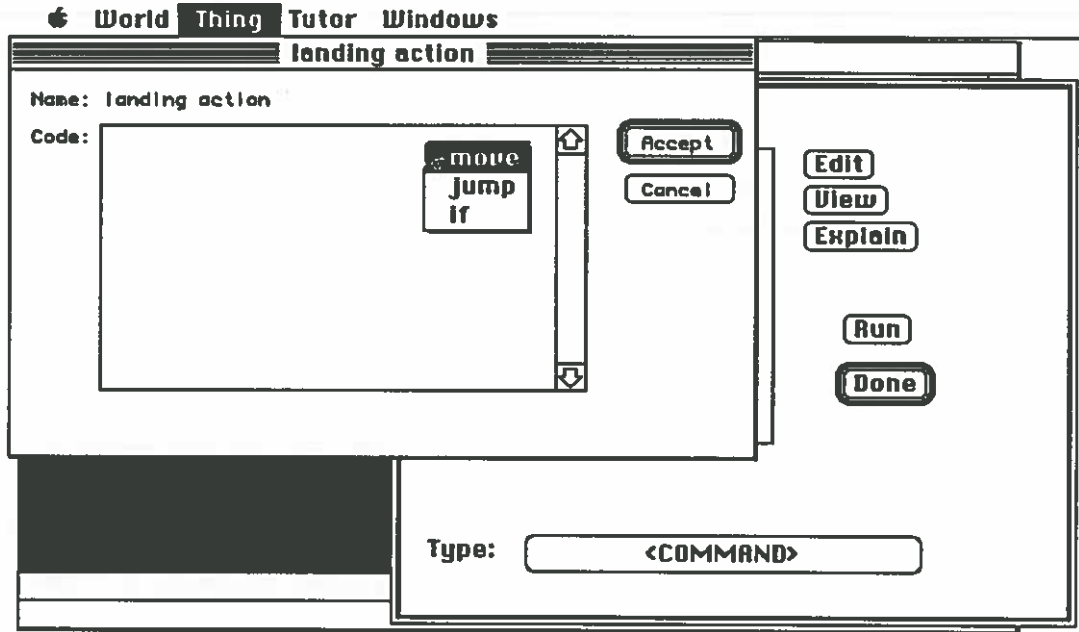 World Thing Tutor Windows
landing action
Name: landing action
Code:
move
jump
if
Accept
Cancel
Edit
View
Explain
Run
Done
Type: <COMMAND>